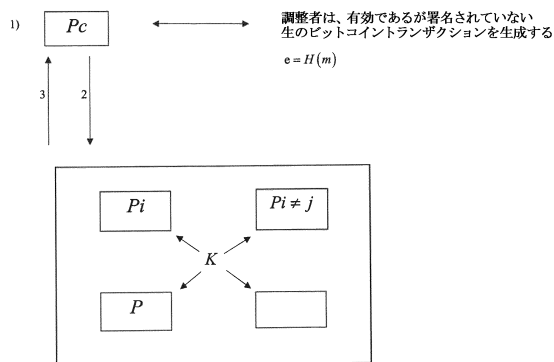 1)
Pc
調整者は、有効であるが署名されていない
生のビットコイントランザクションを生成する
e = H(m)
3
2
Pi
Pi ≠ j
K
P